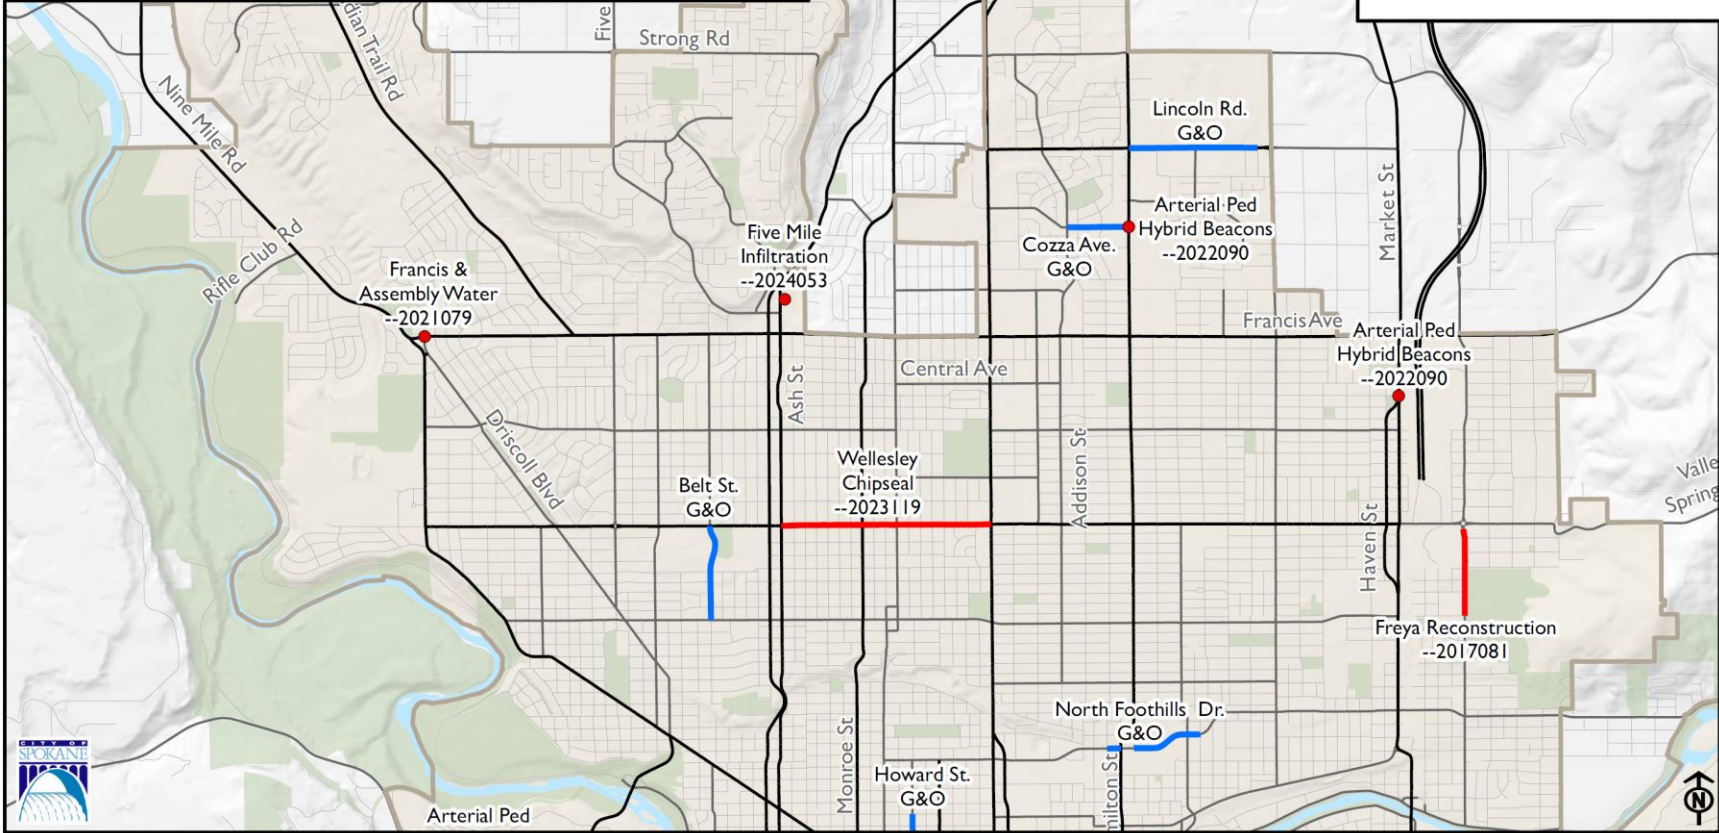 Five
Strong Rd
dian Trail Rd
Nine Mile Rd
Lincoln Rd.
G&O
Market St
Arterial Ped
Hybrid Beacons
--2022090
Cozza Ave.
G&O
Rifle Club Rd
Five Mile
Infiltration
--2024053
Francis &
Assembly Water
--2021079
Francis Ave
Arterial Ped
Hybrid Beacons
--2022090
Central Ave
Ash St
Driscoll Blvd
Addison St
Wellesley
Chipseal
--2023119
Belt St.
G&O
Valle
Spring
Haven St
Freya Reconstruction
--2017081
North Foothills Dr.
G&O
Monroe St
milton St
Howard St.
G&O
Arterial Ped
CITY OF
SPOKANE
N